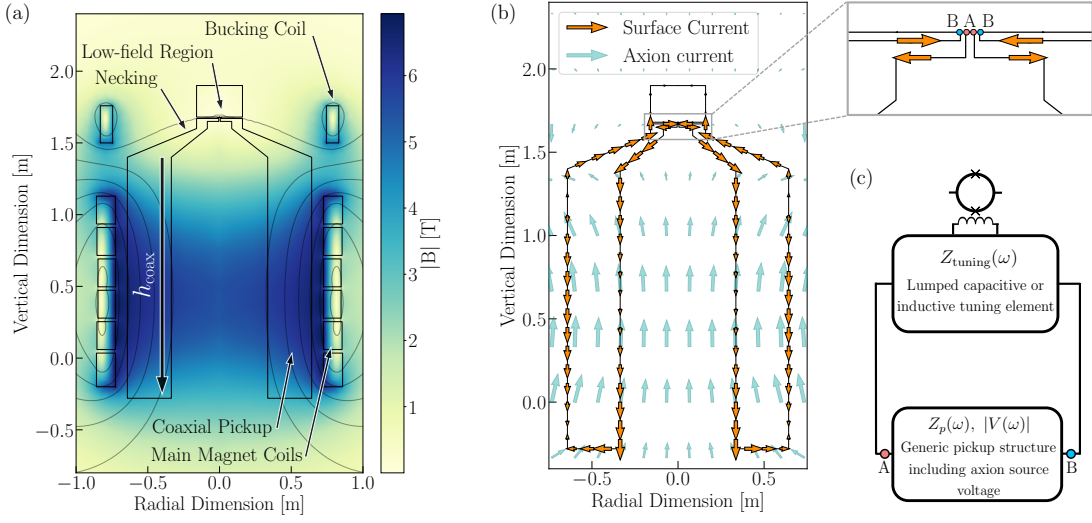 (a)
Bucking Coil
Low-field Region
Necking
2.0
1.5
1.0
0.5
0.0
−0.5
Vertical Dimension [m]
h_coax
Coaxial Pickup
Main Magnet Coils
−1.0
−0.5
0.0
0.5
1.0
Radial Dimension [m]
6
5
4
3
2
1
|B| [T]
(b)
Surface Current
Axion current
2.4
1.8
1.2
0.6
0.0
Vertical Dimension [m]
−0.5
0.0
0.5
Radial Dimension [m]
B A B
(c)
Z_tuning(ω)
Lumped capacitive or
inductive tuning element
Z_p(ω), |V(ω)|
Generic pickup structure
including axion source
voltage
A
B